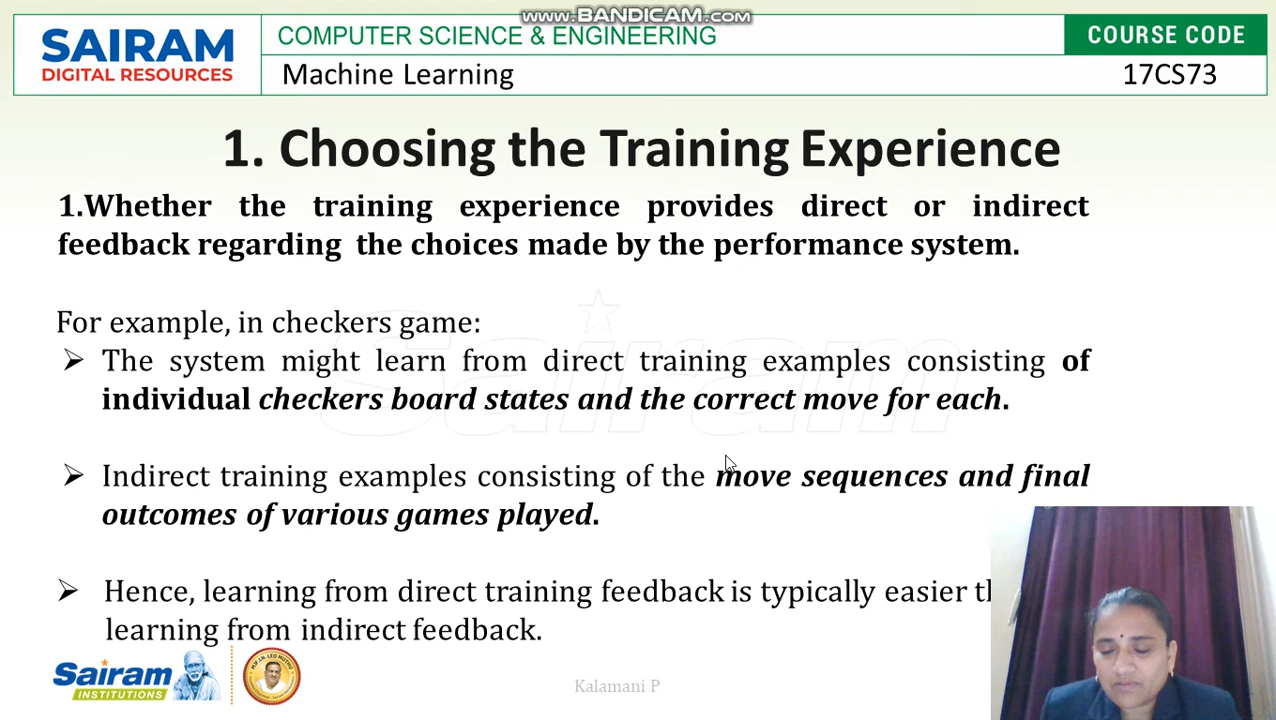 www.BANDICAM.com
SAIRAM
DIGITAL RESOURCES
COMPUTER SCIENCE & ENGINEERING
COURSE CODE
Machine Learning
17CS73
1. Choosing the Training Experience
1.Whether the training experience provides direct or indirect
feedback regarding the choices made by the performance system.
Sairam
For example, in checkers game:
➢ The system might learn from direct training examples consisting of
individual checkers board states and the correct move for each.
➢ Indirect training examples consisting of the move sequences and final
outcomes of various games played.
➢ Hence, learning from direct training feedback is typically easier
learning from indirect feedback.
Sairam
INSTITUTIONS
Kalamani P